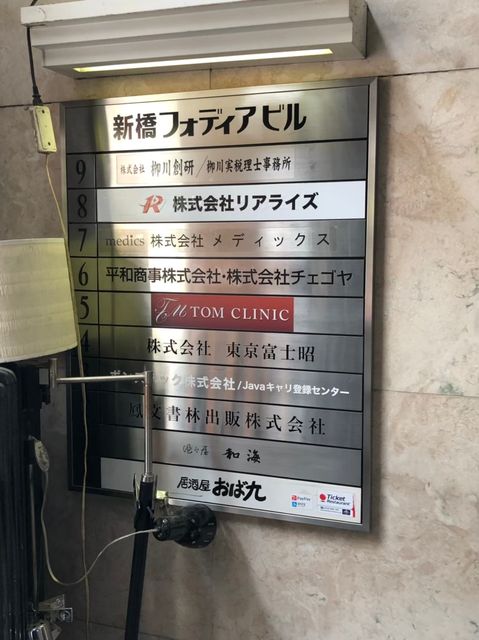 新橋フォディアビル
9 株式会社 柳川創研/柳川実税理士事務所
8 R 株式会社リアライズ
7 medics 株式会社 メディックス
6 平和商事株式会社・株式会社チェゴヤ
5 TM TOM CLINIC
4 株式会社 東京富士昭
ック株式会社/Javaキャリ登録センター
鳳文書林出版株式会社
和海
居酒屋 おば九
PayPay Ticket Restaurant